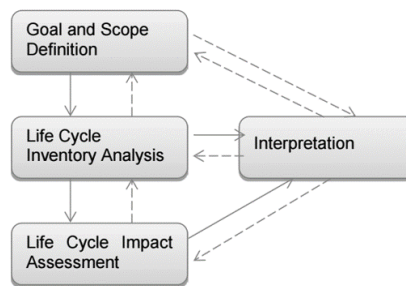 Goal and Scope
Definition
Life Cycle
Inventory Analysis
Interpretation
Life Cycle Impact
Assessment